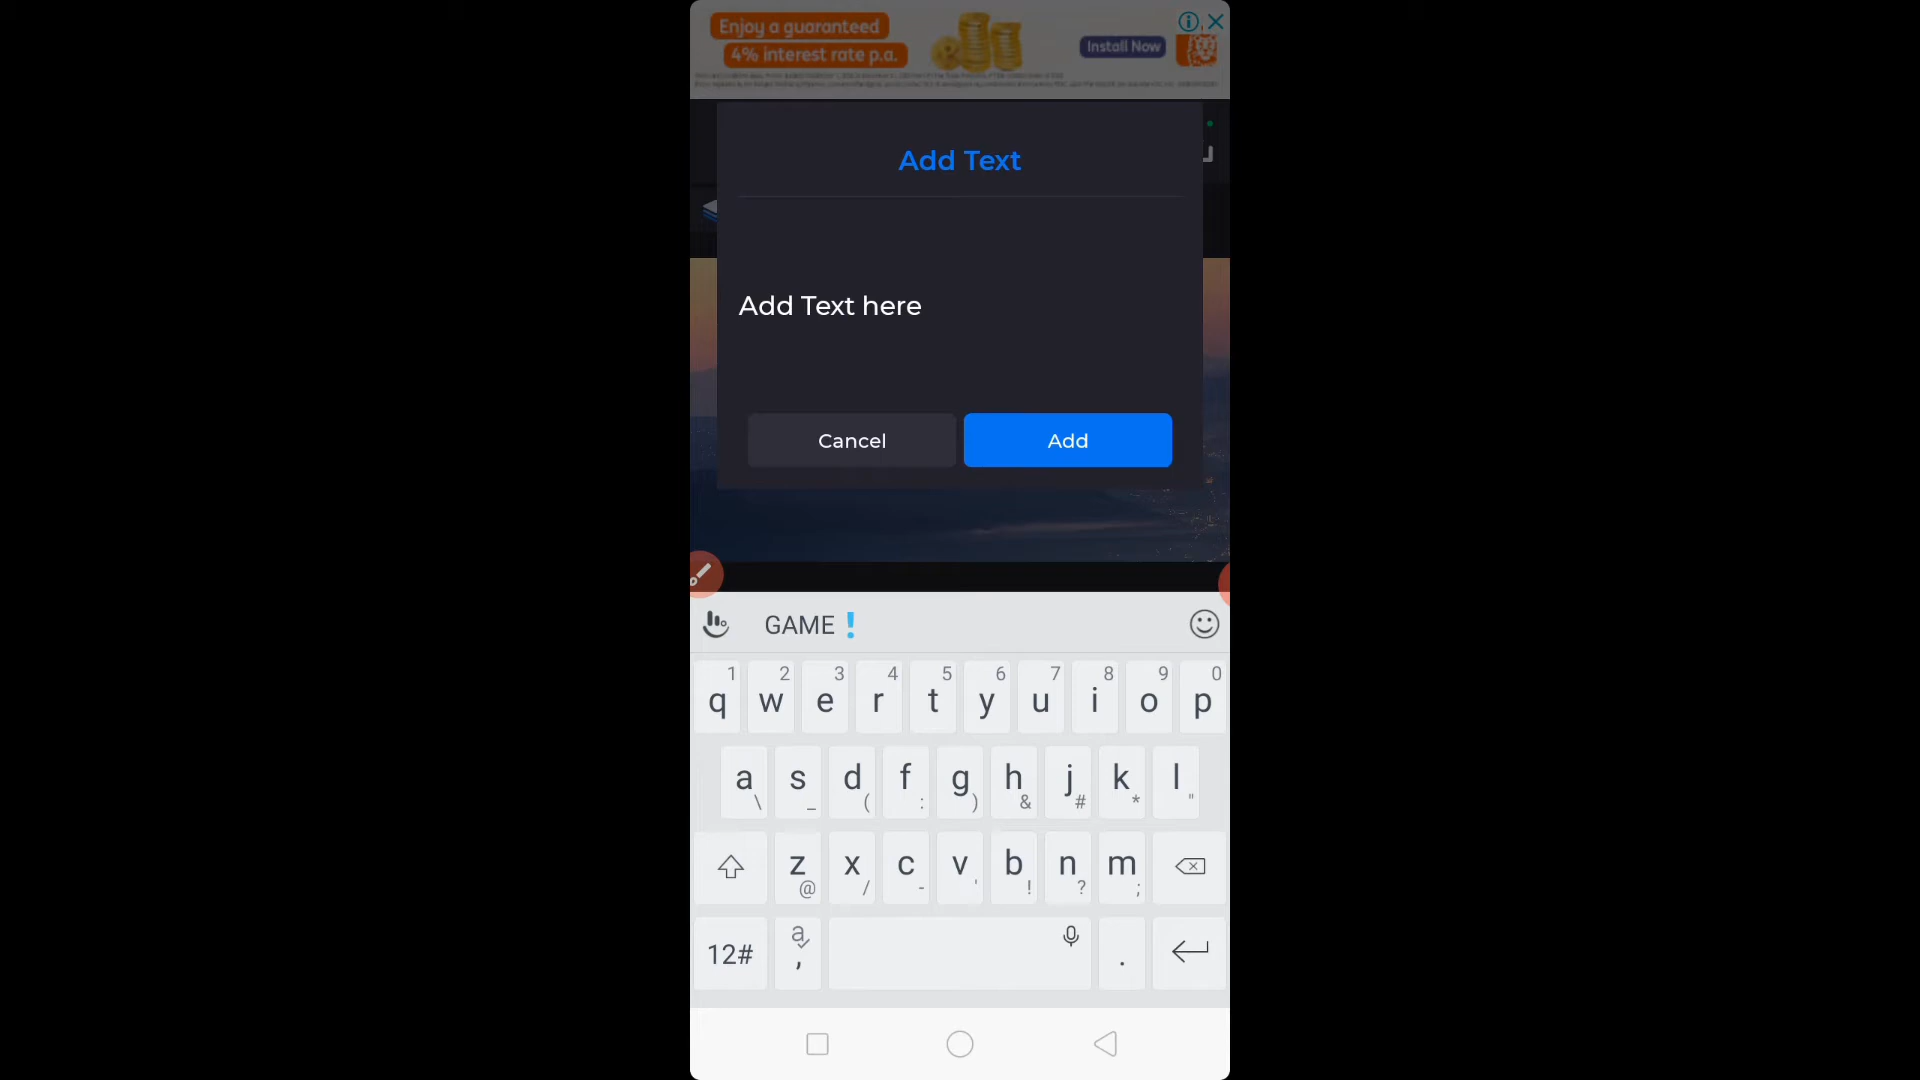 Enjoy a guaranteed
4% interest rate p.a.
Install Now
Add Text
Add Text here
Cancel
Add
GAME❗
1 2 3 4 5 6 7 8 9 0
q w e r t y u i o p
a s d f g h j k l
\ _ ( : ) & # * "
z x c v b n m
@ / - ' ! ? ;
12# a , .